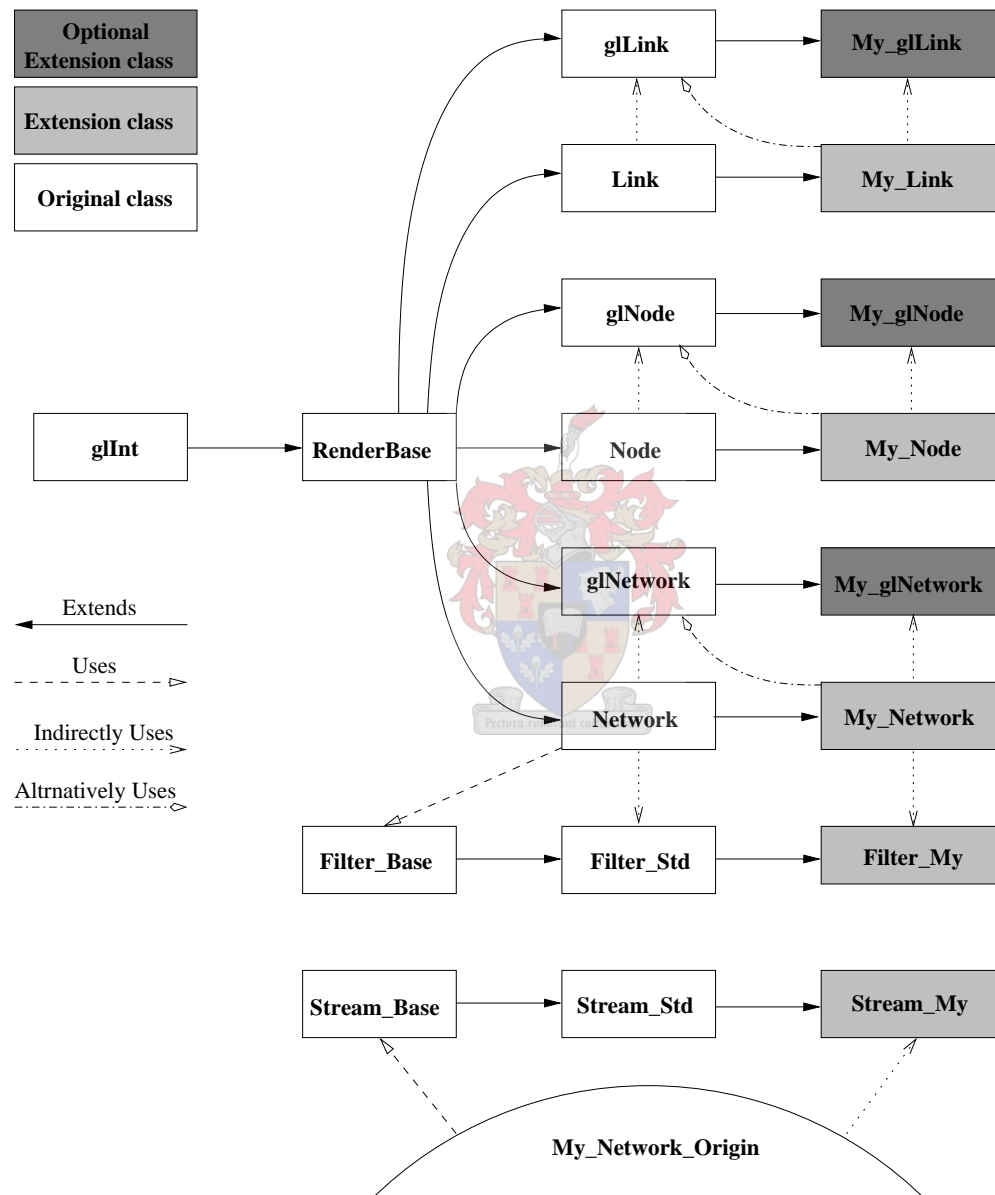 Optional
Extension class
Extension class
Original class
glLink
My_glLink
Link
My_Link
glNode
My_glNode
glInt
RenderBase
Node
My_Node
glNetwork
My_glNetwork
Extends
Uses
Indirectly Uses
Altrnatively Uses
Network
My_Network
Filter_Base
Filter_Std
Filter_My
Stream_Base
Stream_Std
Stream_My
My_Network_Origin